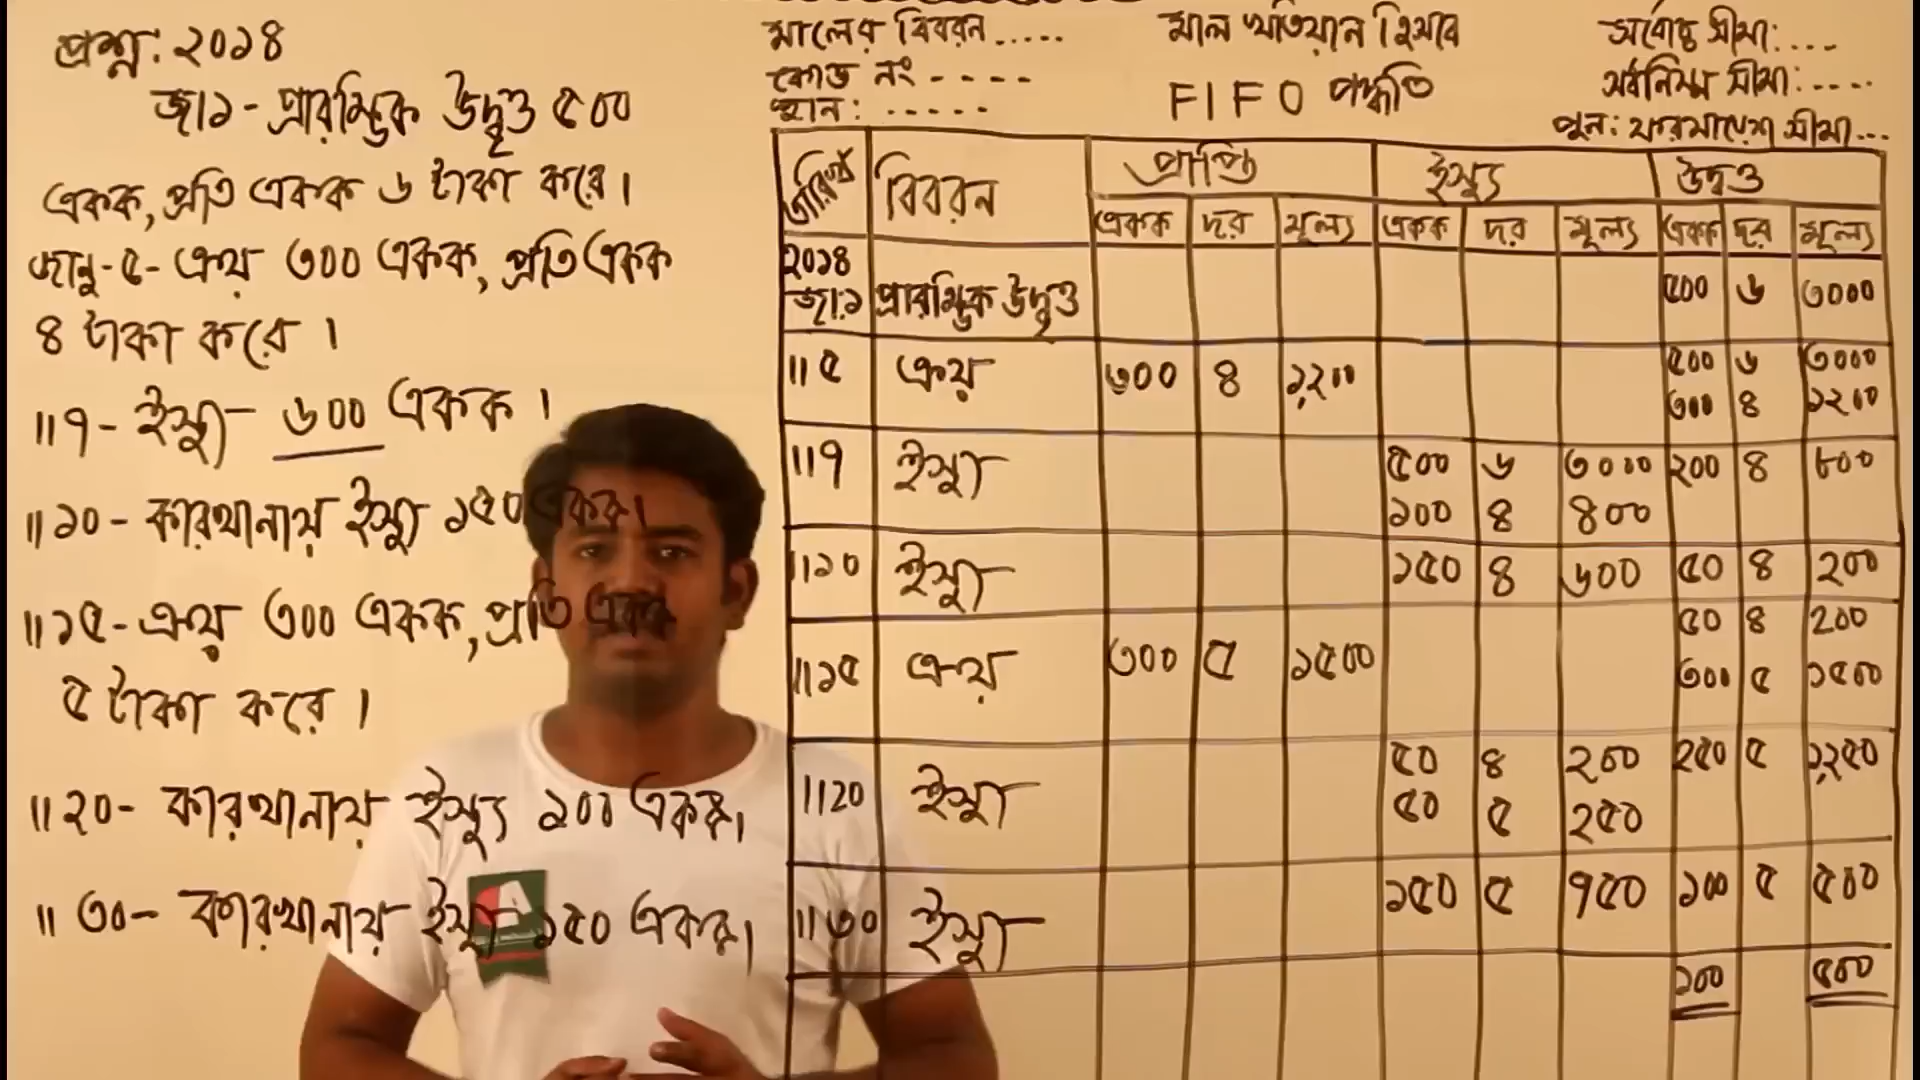 প্রশ্ন: ২০১৪
জা১ - প্রারম্ভিক উদ্বৃত্ত ৫০০
একক, প্রতি একক ৬ টাকা করে।
জানু - ৫ - ক্রয় ৩০০ একক, প্রতি একক
৪ টাকা করে।
॥ ৭ - ইস্যু - ৬০০ একক।
॥ ১০ - কারখানায় ইস্যু ১৫০ একক।
॥ ১৫ - ক্রয় ৩০০ একক, প্রতি একক
৫ টাকা করে।
॥ ২০ - কারখানায় ইস্যু ১০০ একক।
॥ ৩০ - কারখানায় ইস্যু ১৫০ একক।
মালের বিবরন.....
কোড নং - - - -
স্থান: .....
মাল খতিয়ান হিসাব
FIFO পদ্ধতি
সর্বোচ্চ সীমা: ....
সর্বনিম্ন সীমা: ....
পুন: ফরমায়েশ সীমা...
তারিখ বিবরন প্রাপ্তি ইস্যু উদ্বৃত্ত
একক দর মূল্য একক দর মূল্য একক দর মূল্য
২০১৪
জা:১ প্রারম্ভিক উদ্বৃত্ত ৫০০ ৬ ৩০০০
॥ ৫ ক্রয় ৩০০ ৪ ১,২০০ ৫০০ ৬ ৩০০০
৩০০ ৪ ১২০০
॥ ৭ ইস্যু ৫০০ ৬ ৩০০০ ২০০ ৪ ৮০০
১০০ ৪ ৪০০
॥ ১০ ইস্যু ১৫০ ৪ ৬০০ ৫০ ৪ ২০০
৫০ ৪ ২০০
॥ ১৫ ক্রয় ৩০০ ৫ ১৫০০ ৩০০ ৫ ১৫০০
॥ ২০ ইস্যু ৫০ ৪ ২০০ ২৫০ ৫ ১,২৫০
৫০ ৫ ২৫০
॥ ৩০ ইস্যু ১৫০ ৫ ৭৫০ ১০০ ৫ ৫০০
১০০ ৫০০